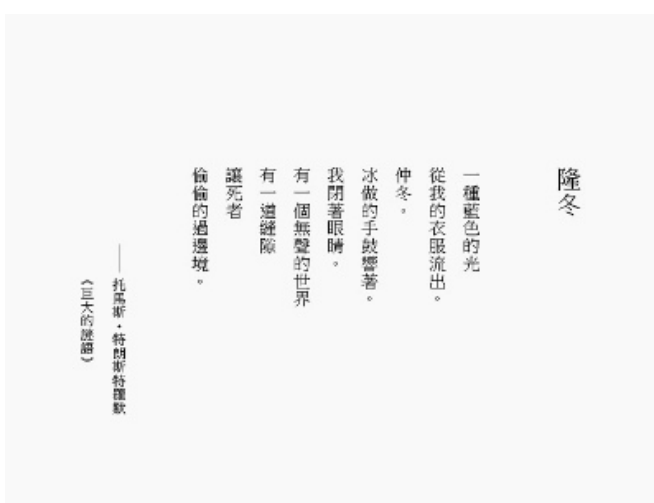 隆冬
一種藍色的光
從我的衣服流出。
仲冬。
冰做的手鼓響著。
我閉著眼睛。
有一個無聲的世界
有一道縫隙
讓死者
偷偷的過邊境。
——托馬斯·特朗斯特羅默
《巨大的謎語》